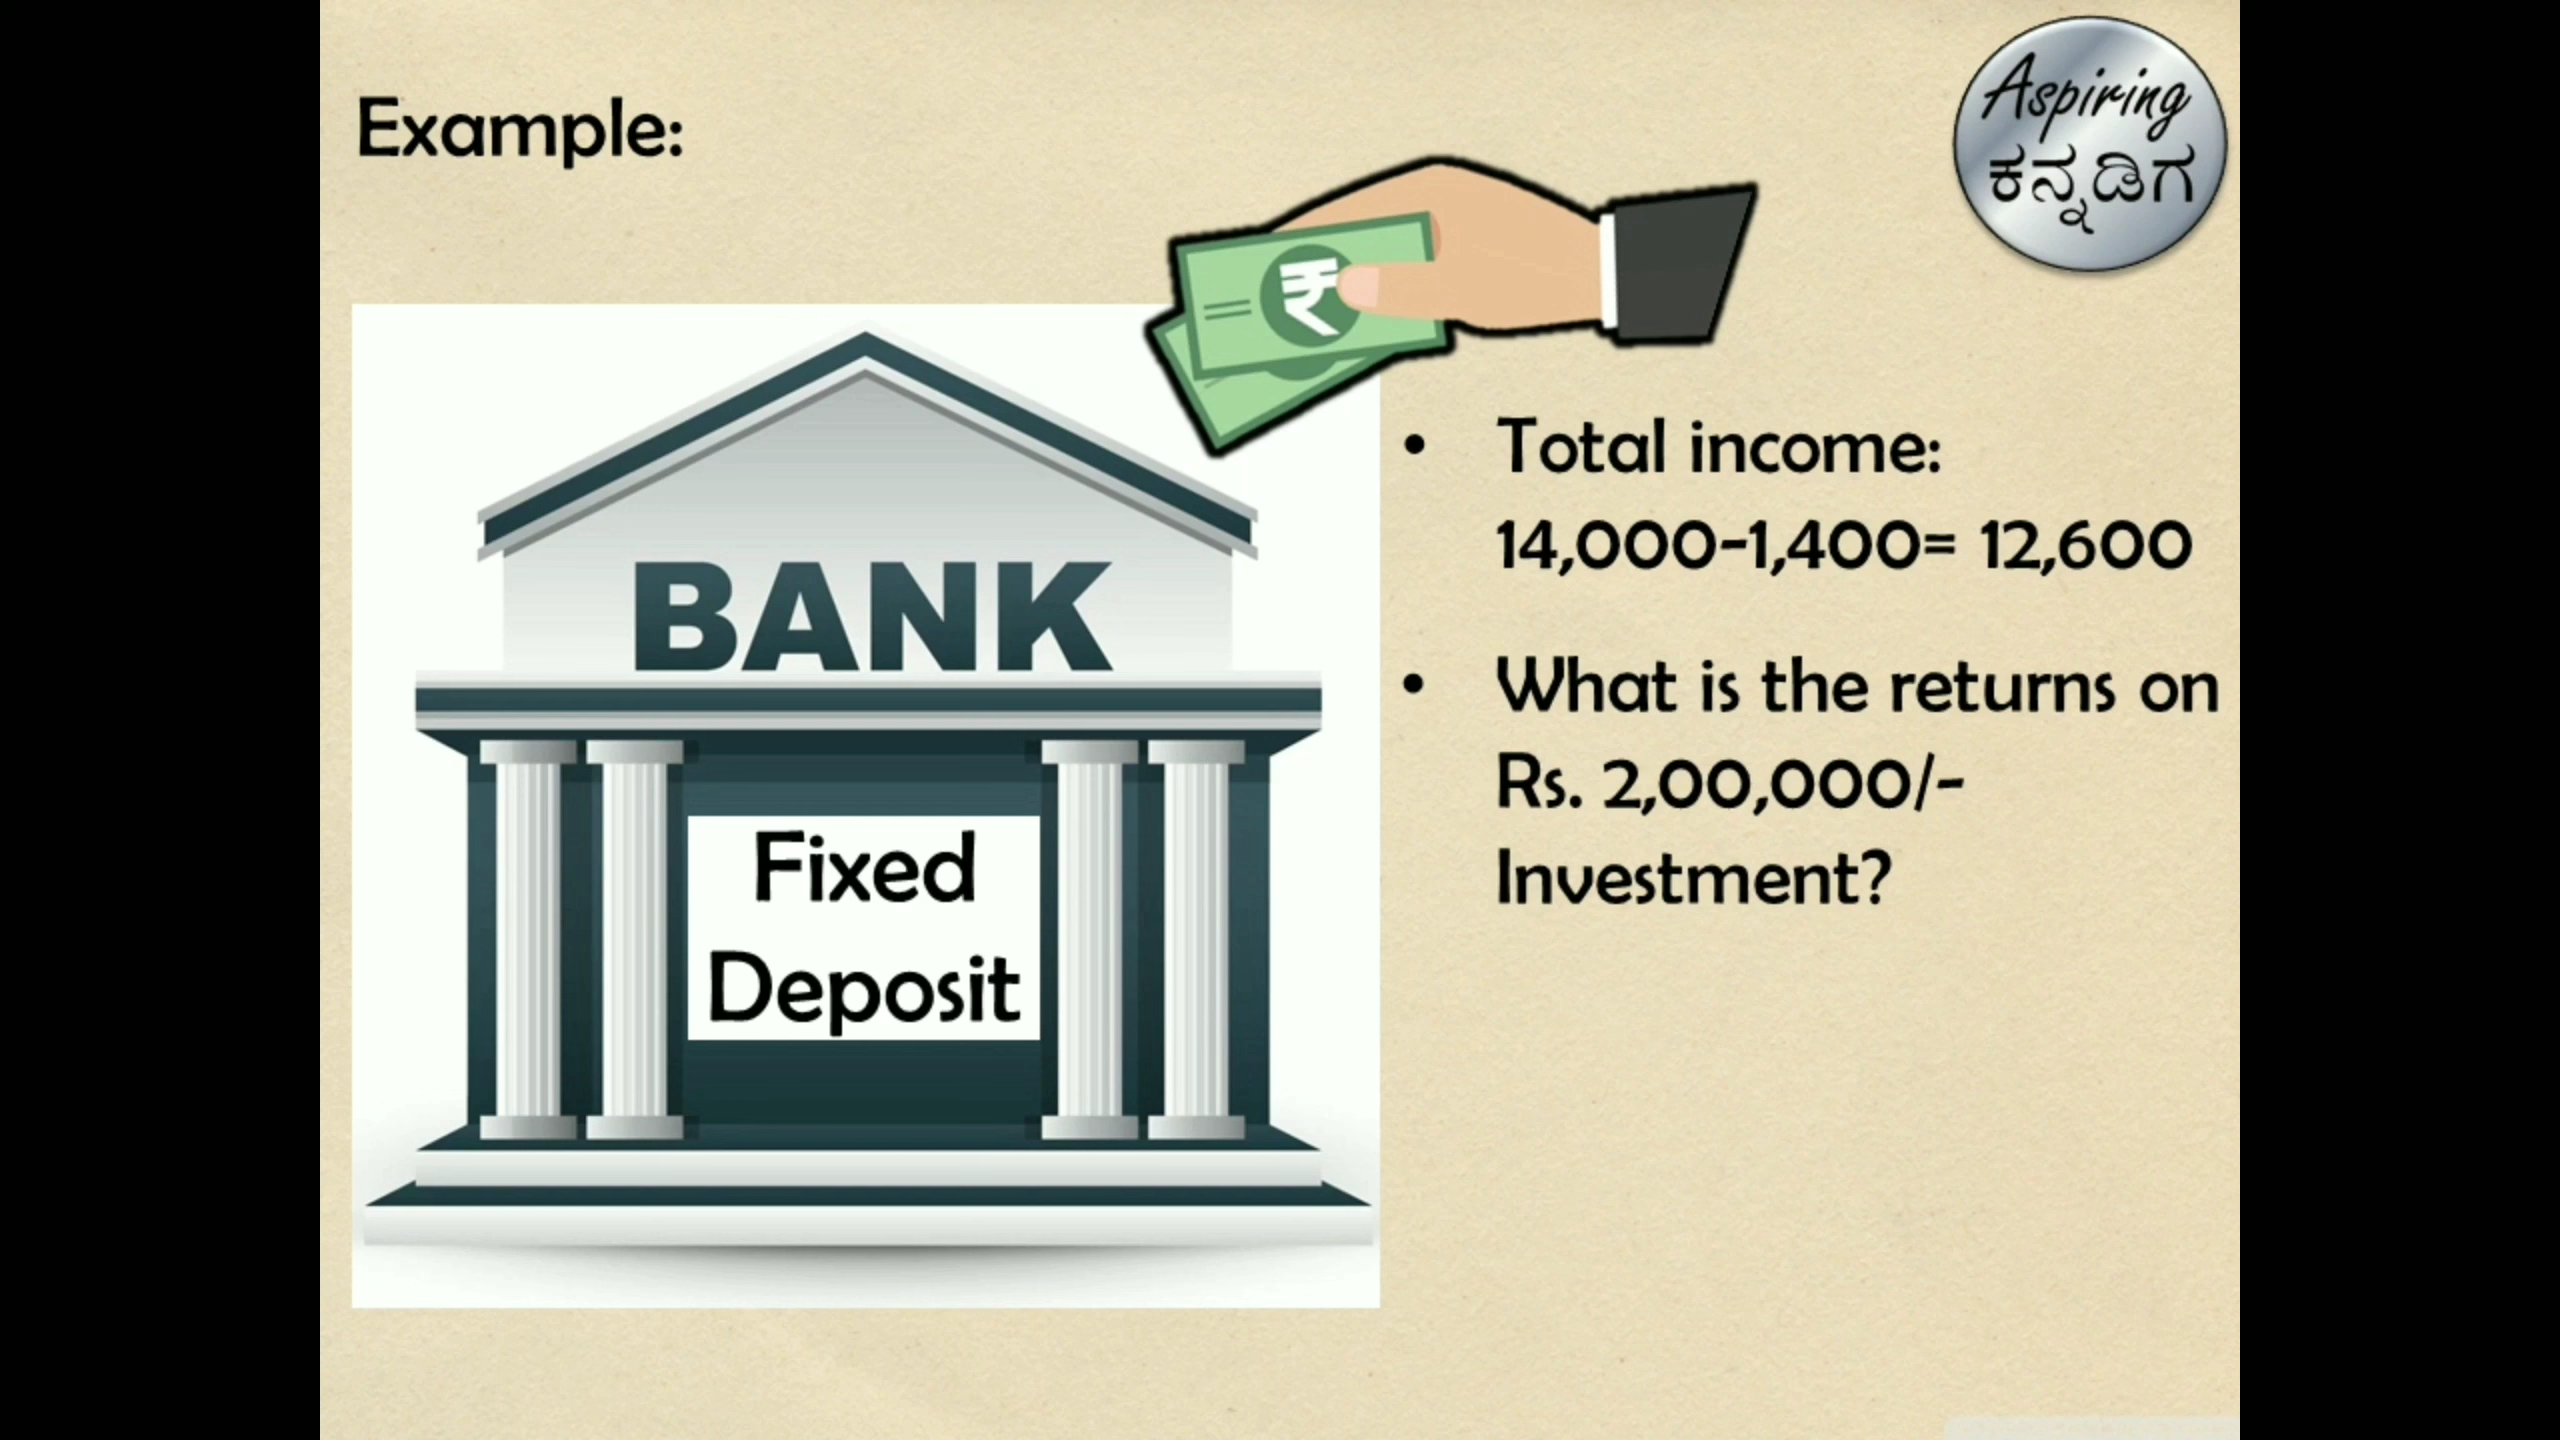 Example:
Aspiring
ಕನ್ನಡಿಗ
₹
BANK
Fixed
Deposit
• Total income:
14,000-1,400= 12,600
• What is the returns on
Rs. 2,00,000/-
Investment?